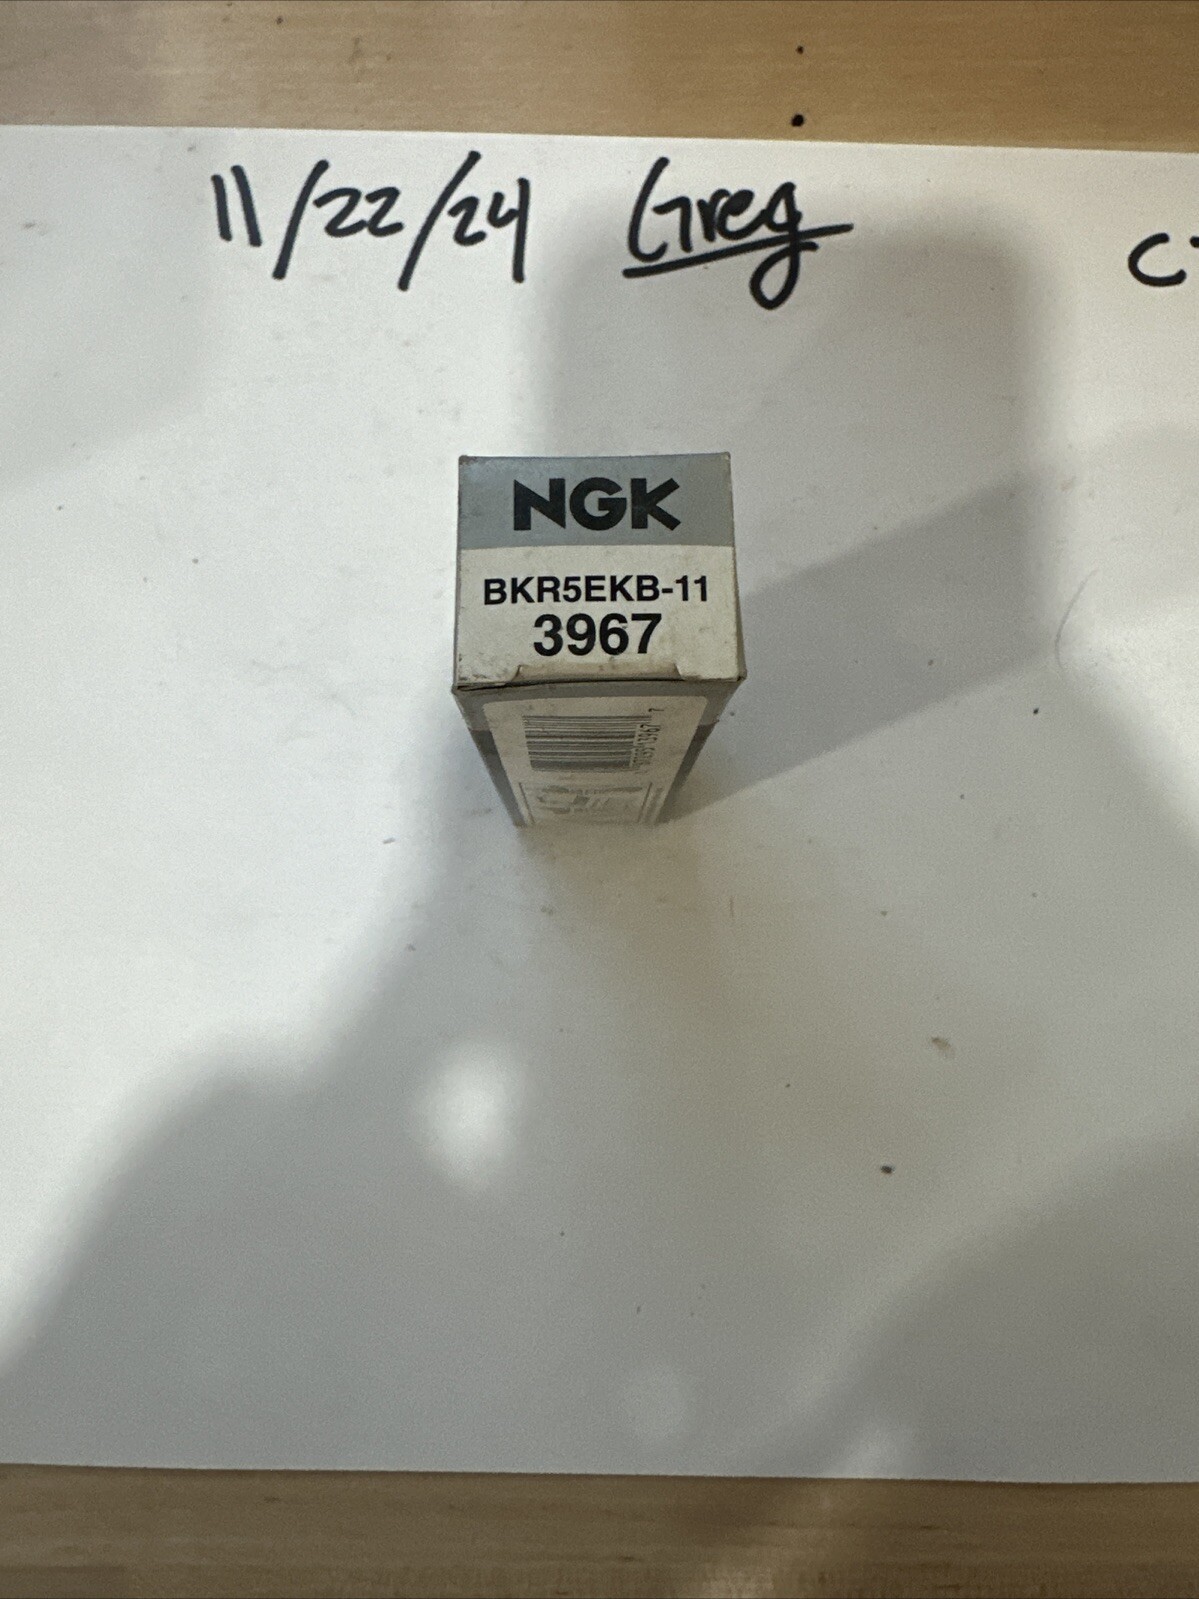 11/22/24 Greg
NGK
BKR5EKB-11
3967